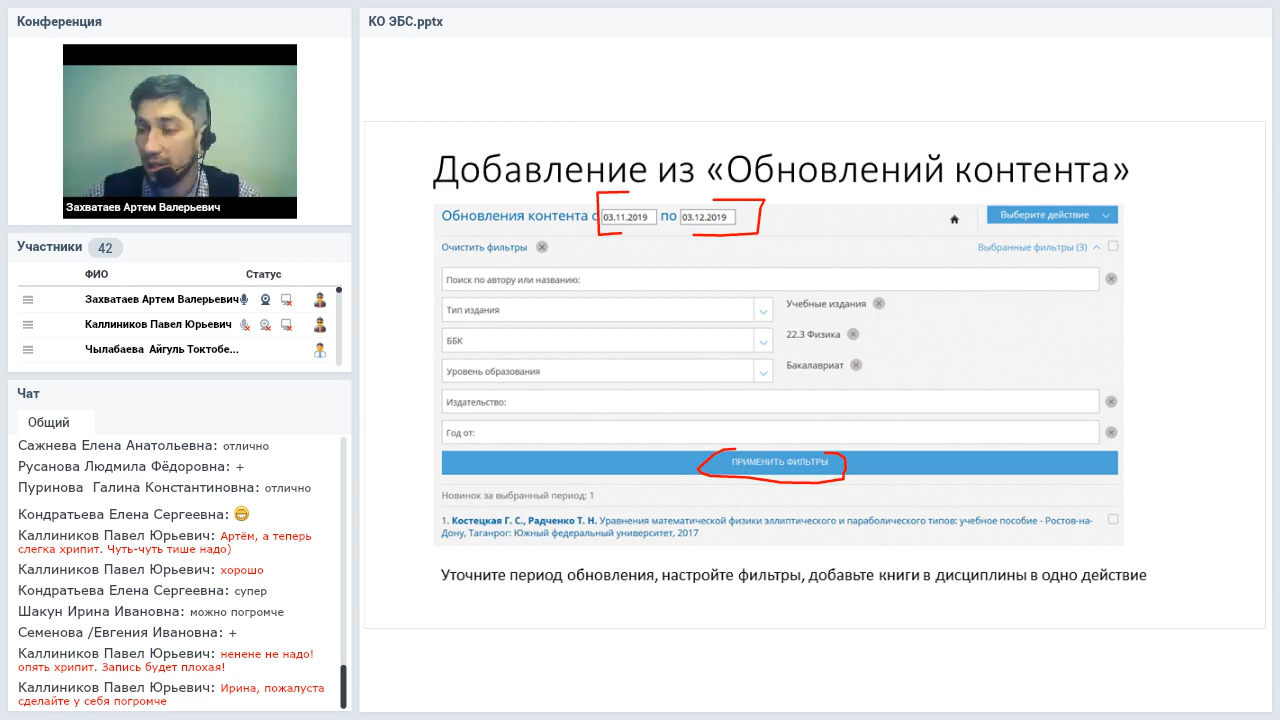 Конференция
Захватаев Артем Валерьевич
Участники 42
ФИО Статус
Захватаев Артем Валерьевич
Каллиников Павел Юрьевич
Чылабаева Айгуль Токтобе...
Чат
Общий
Сажнева Елена Анатольевна: отлично
Русанова Людмила Фёдоровна: +
Пуринова Галина Константиновна: отлично
Кондратьева Елена Сергеевна: 😁
Каллиников Павел Юрьевич: Артём, а теперь
слегка хрипит. Чуть-чуть тише надо)
Каллиников Павел Юрьевич: хорошо
Кондратьева Елена Сергеевна: супер
Шакун Ирина Ивановна: можно погромче
Семенова /Евгения Ивановна: +
Каллиников Павел Юрьевич: ненене не надо!
опять хрипит. Запись будет плохая!
Каллиников Павел Юрьевич: Ирина, пожалуста
сделайте у себя погромче
КО ЭБС.pptx
Добавление из «Обновлений контента»
Обновления контента с 03.11.2019 по 03.12.2019
Выберите действие
Очистить фильтры
Выбранные фильтры (3)
Поиск по автору или названию:
Тип издания
Учебные издания
ББК
22.3 Физика
Уровень образования
Бакалавриат
Издательство:
Год от:
ПРИМЕНИТЬ ФИЛЬТРЫ
Новинок за выбранный период: 1
1. Костецкая Г. С., Радченко Т. Н. Уравнения математической физики эллиптического и параболического типов: учебное пособие - Ростов-на-
Дону, Таганрог: Южный федеральный университет, 2017
Уточните период обновления, настройте фильтры, добавьте книги в дисциплины в одно действие